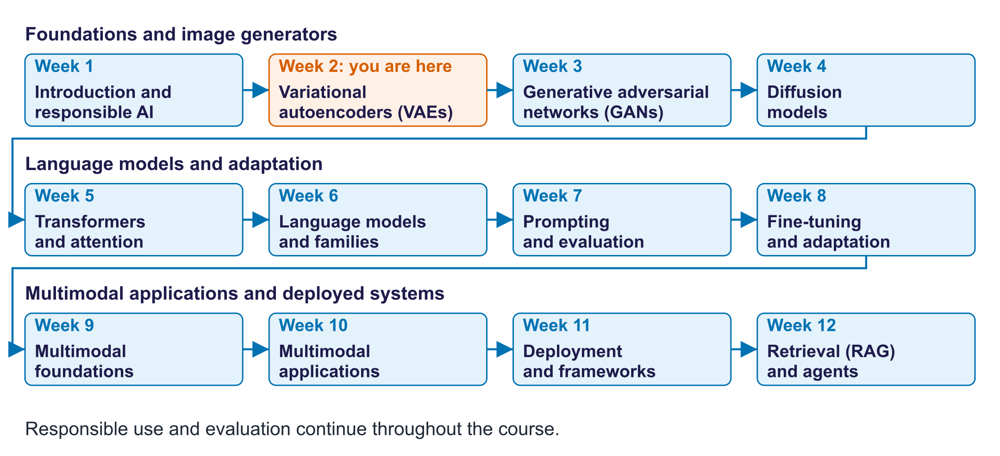 Foundations and image generators
Week 1
Introduction and
responsible AI
Week 2: you are here
Variational
autoencoders (VAEs)
Week 3
Generative adversarial
networks (GANs)
Week 4
Diffusion
models
Language models and adaptation
Week 5
Transformers
and attention
Week 6
Language models
and families
Week 7
Prompting
and evaluation
Week 8
Fine-tuning
and adaptation
Multimodal applications and deployed systems
Week 9
Multimodal
foundations
Week 10
Multimodal
applications
Week 11
Deployment
and frameworks
Week 12
Retrieval (RAG)
and agents
Responsible use and evaluation continue throughout the course.